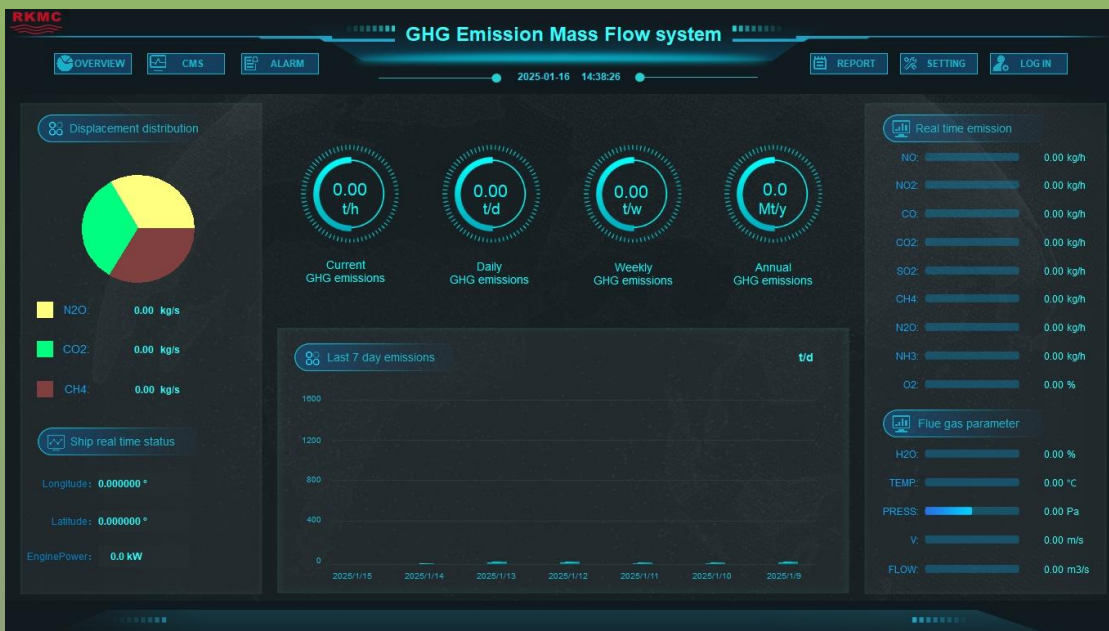 RKMC
GHG Emission Mass Flow system
OVERVIEW
CMS
ALARM
2025-01-16 14:38:26
REPORT
SETTING
LOG IN
Displacement distribution
N2O: 0.00 kg/s
CO2: 0.00 kg/s
CH4: 0.00 kg/s
Ship real time status
Longitude: 0.000000 °
Latitude: 0.000000 °
EnginePower: 0.0 kW
0.00
t/h
Current
GHG emissions
0.00
t/d
Daily
GHG emissions
0.00
t/w
Weekly
GHG emissions
0.0
Mt/y
Annual
GHG emissions
Last 7 day emissions
t/d
1600
1200
800
400
0
2025/1/15 2025/1/14 2025/1/13 2025/1/12 2025/1/11 2025/1/10 2025/1/9
Real time emission
NO: 0.00 kg/h
NO2: 0.00 kg/h
CO: 0.00 kg/h
CO2: 0.00 kg/h
SO2: 0.00 kg/h
CH4: 0.00 kg/h
N2O: 0.00 kg/h
NH3: 0.00 kg/h
O2: 0.00 %
Flue gas parameter
H2O: 0.00 %
TEMP: 0.00 °C
PRESS: 0.00 Pa
V: 0.00 m/s
FLOW: 0.00 m3/s